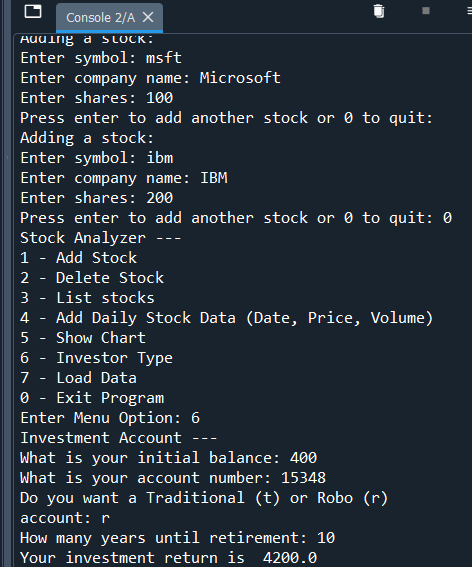 Console 2/A
Adding a stock:
Enter symbol: msft
Enter company name: Microsoft
Enter shares: 100
Press enter to add another stock or 0 to quit:
Adding a stock:
Enter symbol: ibm
Enter company name: IBM
Enter shares: 200
Press enter to add another stock or 0 to quit: 0
Stock Analyzer ---
1 - Add Stock
2 - Delete Stock
3 - List stocks
4 - Add Daily Stock Data (Date, Price, Volume)
5 - Show Chart
6 - Investor Type
7 - Load Data
0 - Exit Program
Enter Menu Option: 6
Investment Account ---
What is your initial balance: 400
What is your account number: 15348
Do you want a Traditional (t) or Robo (r)
account: r
How many years until retirement: 10
Your investment return is  4200.0